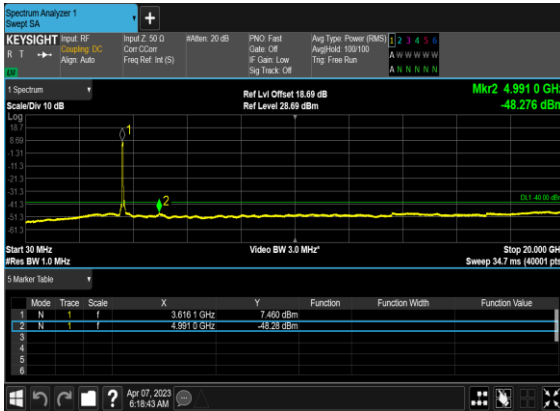 Spectrum Analyzer 1
Swept SA
+
KEYSIGHT Input: RF Input Z: 50 Ω #Atten: 20 dB PNO: Fast Avg Type: Power (RMS) 1 2 3 4 5 6
R T Coupling: DC Corr CCorr Gate: Off Avg|Hold: 100/100 A W W W W W
Align: Auto Freq Ref: Int (S) IF Gain: Low Trig: Free Run
Sig Track: Off A N N N N N
1 Spectrum Ref Lvl Offset 18.69 dB Mkr2 4.991 0 GHz
Scale/Div 10 dB Ref Level 28.69 dBm -48.276 dBm
Log
18.7
8.69
-1.31
-11.3
-21.3
-31.3
-41.3
-51.3
-61.3
1
2
DL1 -40.00 dBm
Start 30 MHz Video BW 3.0 MHz* Stop 20.000 GHz
#Res BW 1.0 MHz Sweep 34.7 ms (40001 pts)
5 Marker Table
Mode Trace Scale X Y Function Function Width Function Value
1 N 1 f 3.616 1 GHz 7.460 dBm
2 N 1 f 4.991 0 GHz -48.28 dBm
3
4
5
6
? Apr 07, 2023
6:18:43 AM